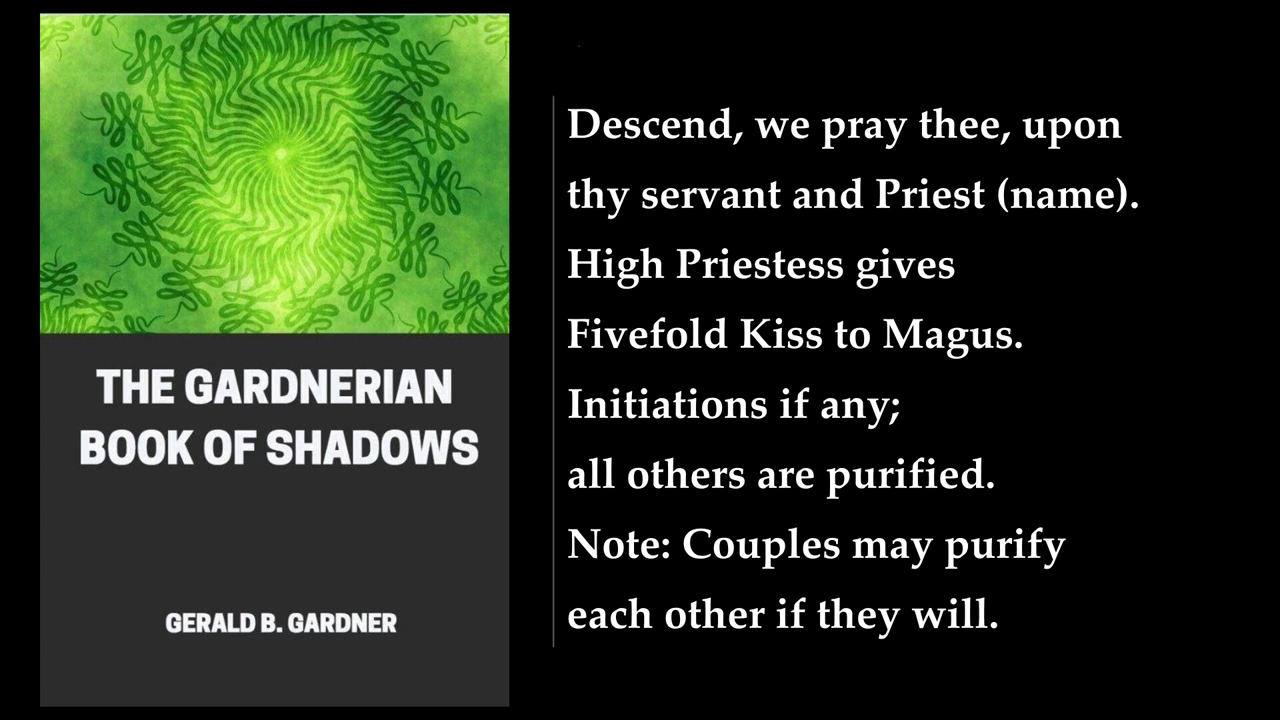 THE GARDNERIAN
BOOK OF SHADOWS
GERALD B. GARDNER
Descend, we pray thee, upon
thy servant and Priest (name).
High Priestess gives
Fivefold Kiss to Magus.
Initiations if any;
all others are purified.
Note: Couples may purify
each other if they will.